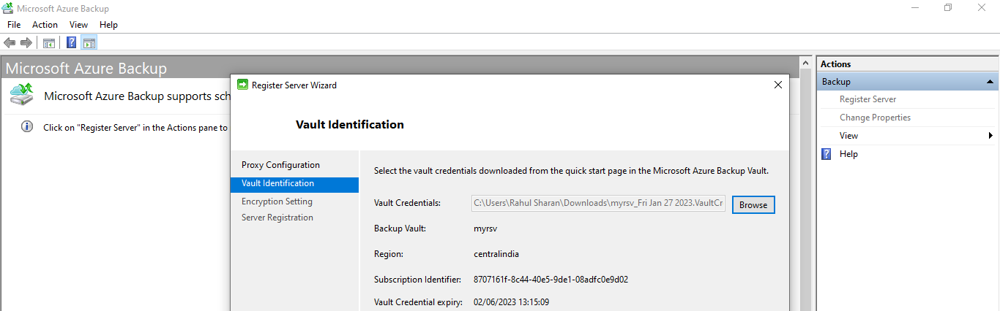 Microsoft Azure Backup
File Action View Help
Microsoft Azure Backup
Microsoft Azure Backup supports sch
Click on "Register Server" in the Actions pane to
Register Server Wizard
Vault Identification
Proxy Configuration
Vault Identification
Encryption Setting
Server Registration
Select the vault credentials downloaded from the quick start page in the Microsoft Azure Backup Vault.
Vault Credentials: C:\Users\Rahul Sharan\Downloads\myrsv_Fri Jan 27 2023.VaultCr Browse
Backup Vault: myrsv
Region: centralindia
Subscription Identifier: 8707161f-8c44-40e5-9de1-08adfc0e9d02
Vault Credential expiry: 02/06/2023 13:15:09
Actions
Backup
Register Server
Change Properties
View
Help